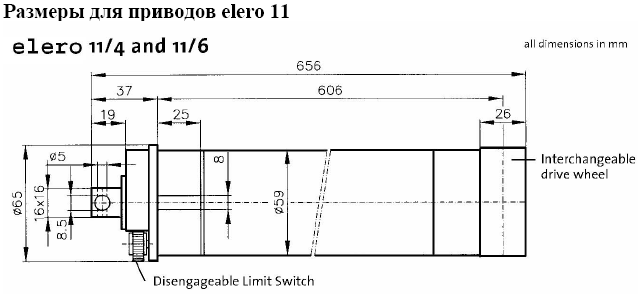 Размеры для приводов elero 11
elero 11/4 and 11/6
all dimensions in mm
656
37
606
19
25
26
ø5
8
Interchangeable
drive wheel
ø65
16x16
8.5
ø59
Disengageable Limit Switch